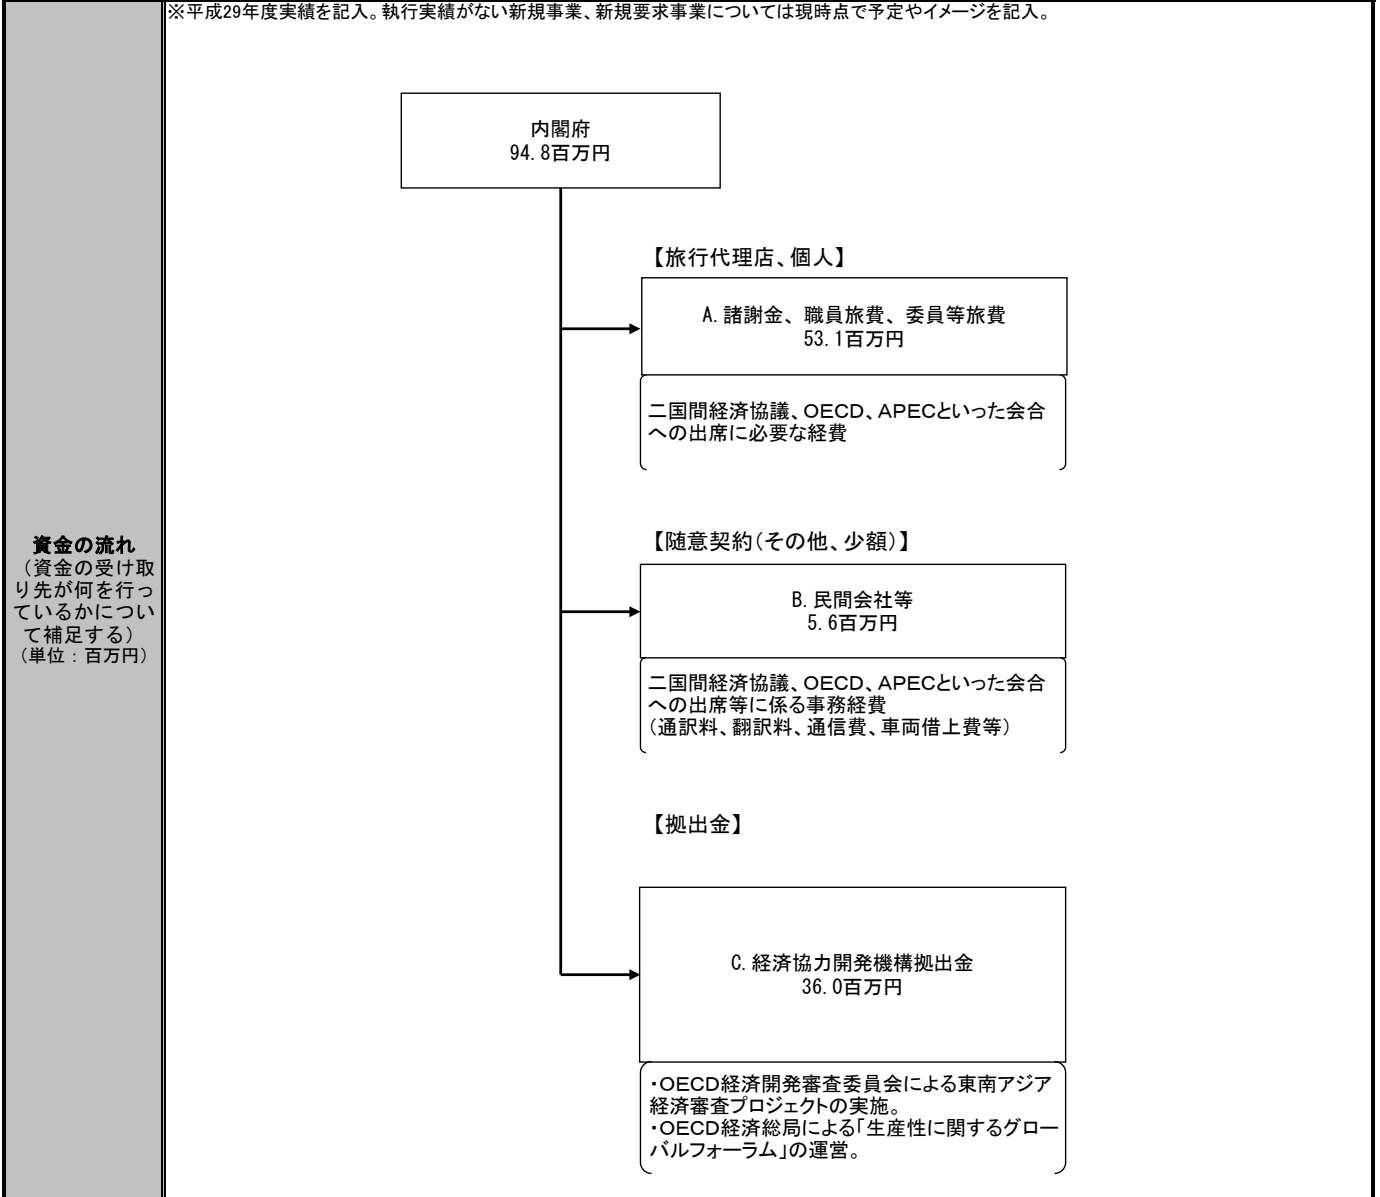 ※平成29年度実績を記入。執行実績がない新規事業、新規要求事業については現時点で予定やイメージを記入。
資金の流れ
（資金の受け取
り先が何を行っ
ているかについ
て補足する）
（単位：百万円）
内閣府
94.8百万円
【旅行代理店、個人】
A.諸謝金、職員旅費、委員等旅費
53.1百万円
二国間経済協議、OECD、APECといった会合
への出席に必要な経費
【随意契約（その他、少額）】
B.民間会社等
5.6百万円
二国間経済協議、OECD、APECといった会合
への出席等に係る事務経費
（通訳料、翻訳料、通信費、車両借上費等）
【拠出金】
C.経済協力開発機構拠出金
36.0百万円
・OECD経済開発審査委員会による東南アジア
経済審査プロジェクトの実施。
・OECD経済総局による「生産性に関するグロー
バルフォーラム」の運営。